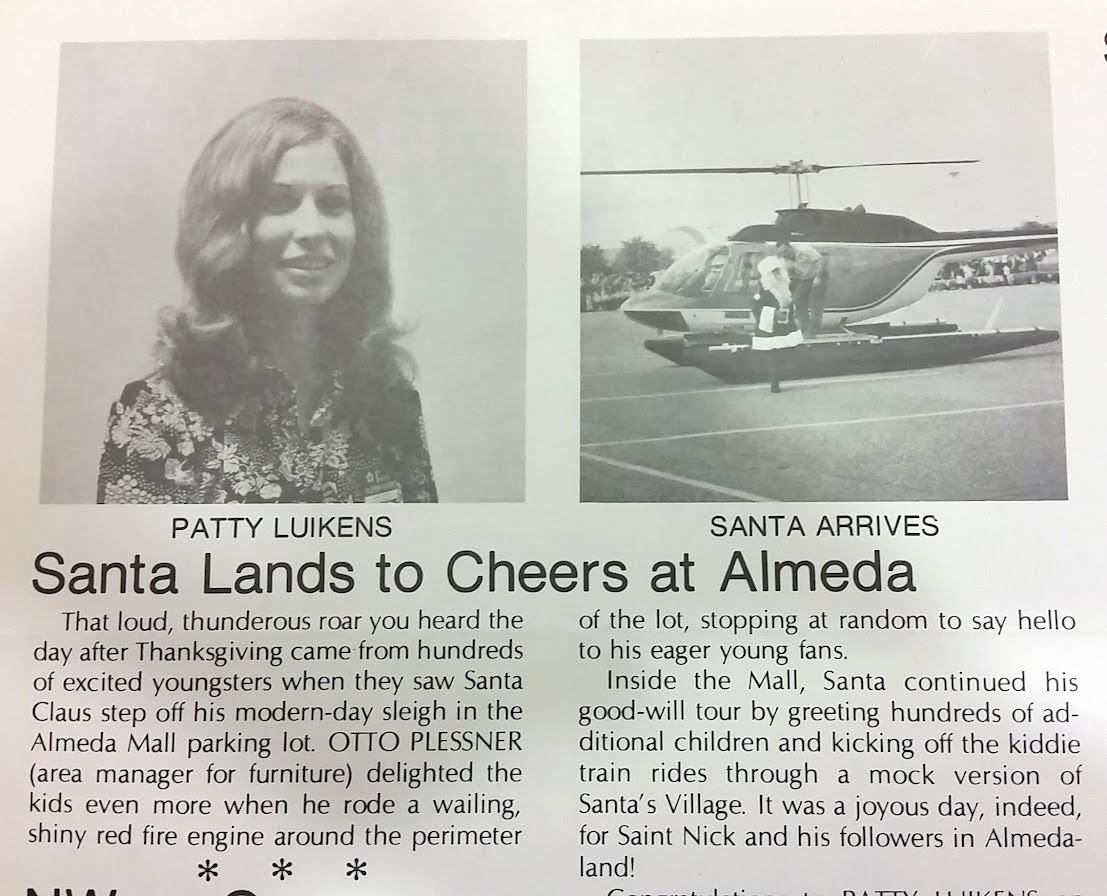 PATTY LUIKENS
SANTA ARRIVES
Santa Lands to Cheers at Almeda
That loud, thunderous roar you heard the
day after Thanksgiving came from hundreds
of excited youngsters when they saw Santa
Claus step off his modern-day sleigh in the
Almeda Mall parking lot. OTTO PLESSNER
(area manager for furniture) delighted the
kids even more when he rode a wailing,
shiny red fire engine around the perimeter
of the lot, stopping at random to say hello
to his eager young fans.
Inside the Mall, Santa continued his
good-will tour by greeting hundreds of ad-
ditional children and kicking off the kiddie
train rides through a mock version of
Santa's Village. It was a joyous day, indeed,
for Saint Nick and his followers in Almeda-
land!
* * *
Congratulations to PATTY LUIKENS